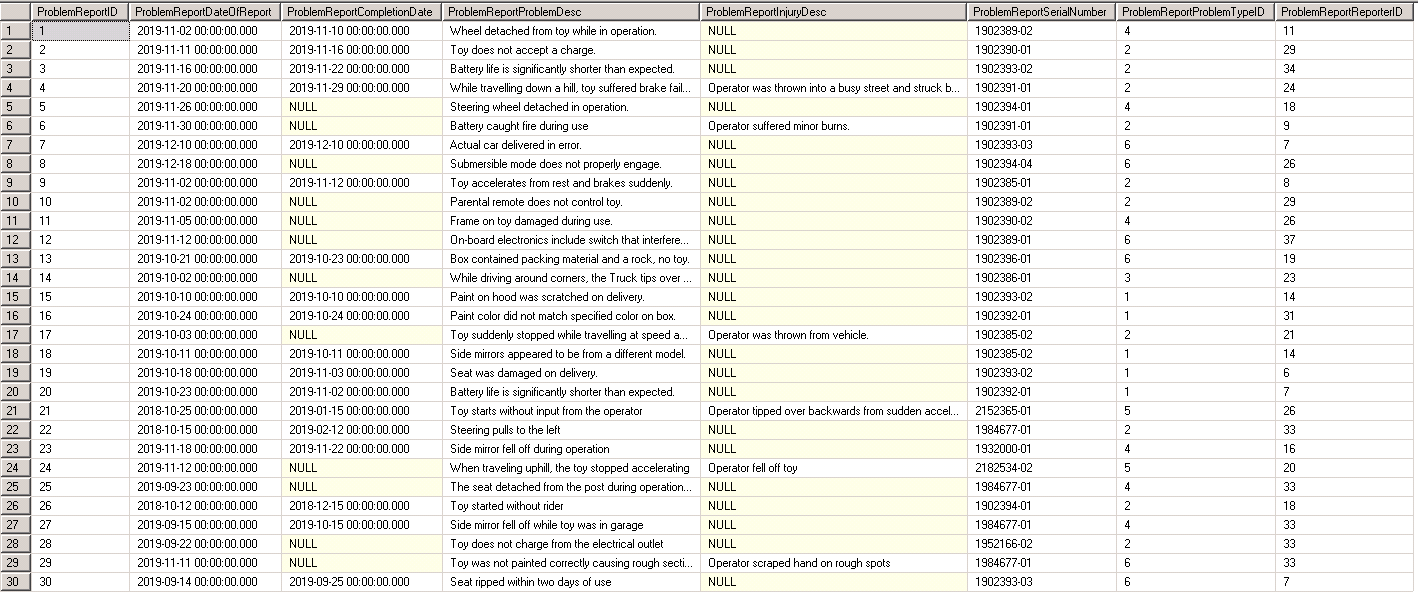 ProblemReportID ProblemReportDateOfReport ProblemReportCompletionDate ProblemReportProblemDesc ProblemReportInjuryDesc ProblemReportSerialNumber ProblemReportProblemTypeID ProblemReportReporterID
1 1 2019-11-02 00:00:00.000 2019-11-10 00:00:00.000 Wheel detached from toy while in operation. NULL 1902389-02 4 11
2 2 2019-11-11 00:00:00.000 2019-11-16 00:00:00.000 Toy does not accept a charge. NULL 1902390-01 2 29
3 3 2019-11-16 00:00:00.000 2019-11-22 00:00:00.000 Battery life is significantly shorter than expected. NULL 1902393-02 2 34
4 4 2019-11-20 00:00:00.000 2019-11-29 00:00:00.000 While travelling down a hill, toy suffered brake fail... Operator was thrown into a busy street and struck b... 1902391-01 2 24
5 5 2019-11-26 00:00:00.000 NULL Steering wheel detached in operation. NULL 1902394-01 4 18
6 6 2019-11-30 00:00:00.000 NULL Battery caught fire during use Operator suffered minor burns. 1902391-01 2 9
7 7 2019-12-10 00:00:00.000 2019-12-10 00:00:00.000 Actual car delivered in error. NULL 1902393-03 6 7
8 8 2019-12-18 00:00:00.000 NULL Submersible mode does not properly engage. NULL 1902394-04 6 26
9 9 2019-11-02 00:00:00.000 2019-11-12 00:00:00.000 Toy accelerates from rest and brakes suddenly. NULL 1902385-01 2 8
10 10 2019-11-02 00:00:00.000 NULL Parental remote does not control toy. NULL 1902389-02 2 29
11 11 2019-11-05 00:00:00.000 NULL Frame on toy damaged during use. NULL 1902390-02 4 26
12 12 2019-11-12 00:00:00.000 NULL On-board electronics include switch that interfere... NULL 1902389-01 6 37
13 13 2019-10-21 00:00:00.000 2019-10-23 00:00:00.000 Box contained packing material and a rock, no toy. NULL 1902396-01 6 19
14 14 2019-10-02 00:00:00.000 NULL While driving around corners, the Truck tips over ... NULL 1902386-01 3 23
15 15 2019-10-10 00:00:00.000 2019-10-10 00:00:00.000 Paint on hood was scratched on delivery. NULL 1902393-02 1 14
16 16 2019-10-24 00:00:00.000 2019-10-24 00:00:00.000 Paint color did not match specified color on box. NULL 1902392-01 1 31
17 17 2019-10-03 00:00:00.000 NULL Toy suddenly stopped while travelling at speed a... Operator was thrown from vehicle. 1902385-02 2 21
18 18 2019-10-11 00:00:00.000 2019-10-11 00:00:00.000 Side mirrors appeared to be from a different model. NULL 1902385-02 1 14
19 19 2019-10-18 00:00:00.000 2019-11-03 00:00:00.000 Seat was damaged on delivery. NULL 1902393-02 1 6
20 20 2019-10-23 00:00:00.000 2019-11-02 00:00:00.000 Battery life is significantly shorter than expected. NULL 1902392-01 1 7
21 21 2018-10-25 00:00:00.000 2019-01-15 00:00:00.000 Toy starts without input from the operator Operator tipped over backwards from sudden accel... 2152365-01 5 26
22 22 2018-10-15 00:00:00.000 2019-02-12 00:00:00.000 Steering pulls to the left NULL 1984677-01 2 33
23 23 2019-11-18 00:00:00.000 2019-11-22 00:00:00.000 Side mirror fell off during operation NULL 1932000-01 4 16
24 24 2019-11-12 00:00:00.000 NULL When traveling uphill, the toy stopped accelerating Operator fell off toy 2182534-02 5 20
25 25 2019-09-23 00:00:00.000 NULL The seat detached from the post during operation... NULL 1984677-01 4 33
26 26 2018-10-12 00:00:00.000 2018-12-15 00:00:00.000 Toy started without rider NULL 1902394-01 2 18
27 27 2019-09-15 00:00:00.000 2019-10-15 00:00:00.000 Side mirror fell off while toy was in garage NULL 1984677-01 4 33
28 28 2019-09-22 00:00:00.000 NULL Toy does not charge from the electrical outlet NULL 1952166-02 2 33
29 29 2019-11-11 00:00:00.000 NULL Toy was not painted correctly causing rough secti... Operator scraped hand on rough spots 1984677-01 6 33
30 30 2019-09-14 00:00:00.000 2019-09-25 00:00:00.000 Seat ripped within two days of use NULL 1902393-03 6 7